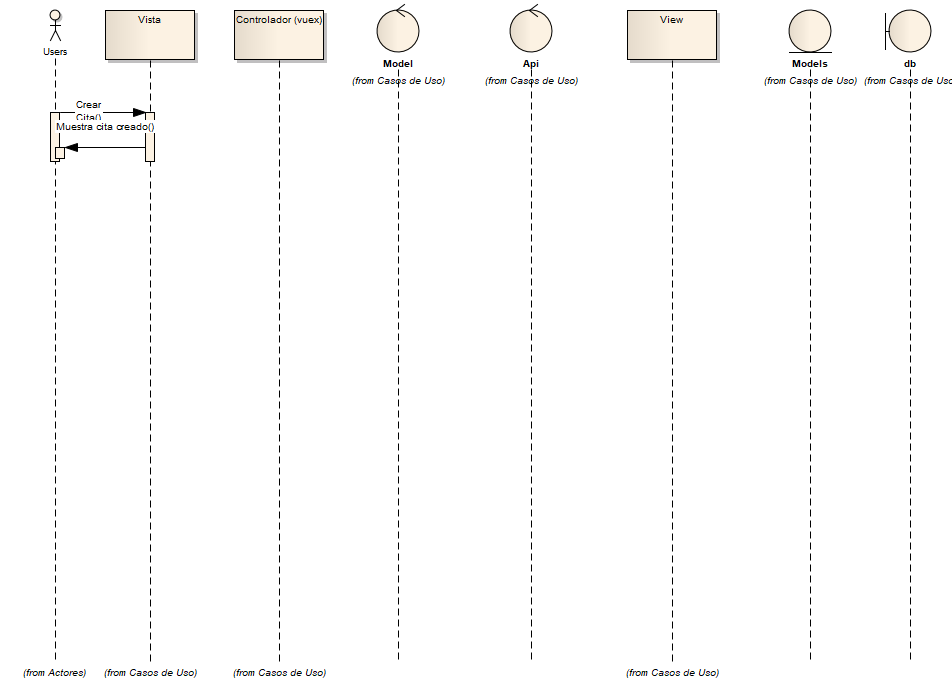 Users
Vista
Controlador (vuex)
Model
(from Casos de Uso)
Api
(from Casos de Uso)
View
Models
(from Casos de Uso)
db
(from Casos de Uso
Crear
Cita()
Muestra cita creado()
(from Actores)
(from Casos de Uso)
(from Casos de Uso)
(from Casos de Uso)